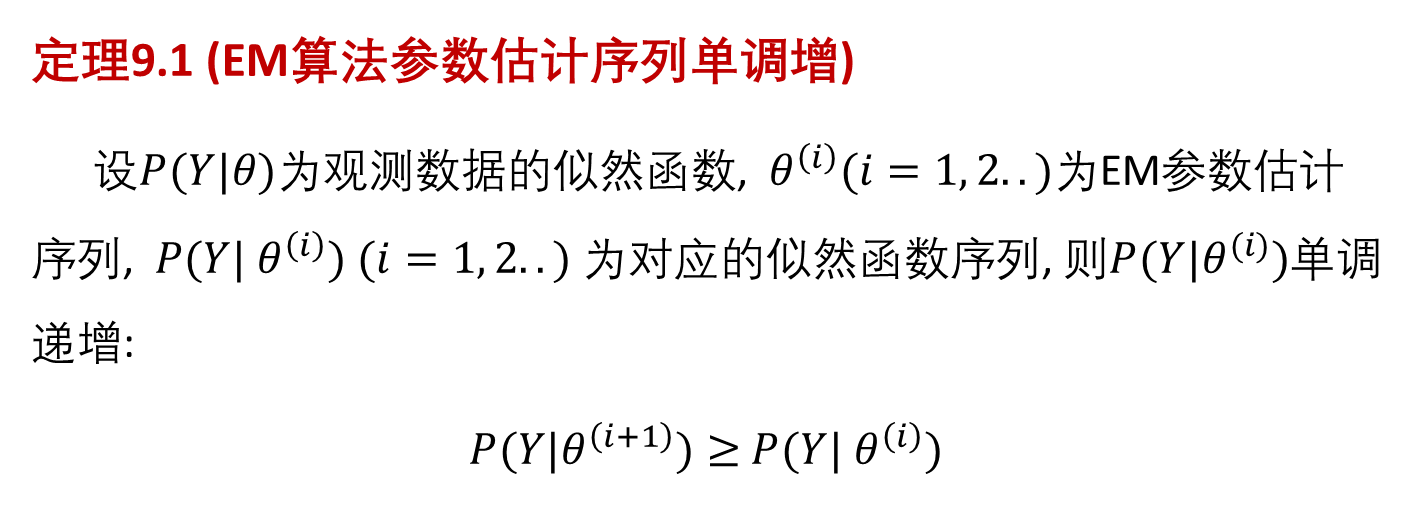 定理9.1 (EM算法参数估计序列单调增)
设P(Y|θ)为观测数据的似然函数, θ^(i)(i = 1,2..)为EM参数估计
序列, P(Y| θ^(i)) (i = 1,2..) 为对应的似然函数序列, 则P(Y|θ^(i))单调
递增:
P(Y|θ^(i+1)) ≥ P(Y| θ^(i))